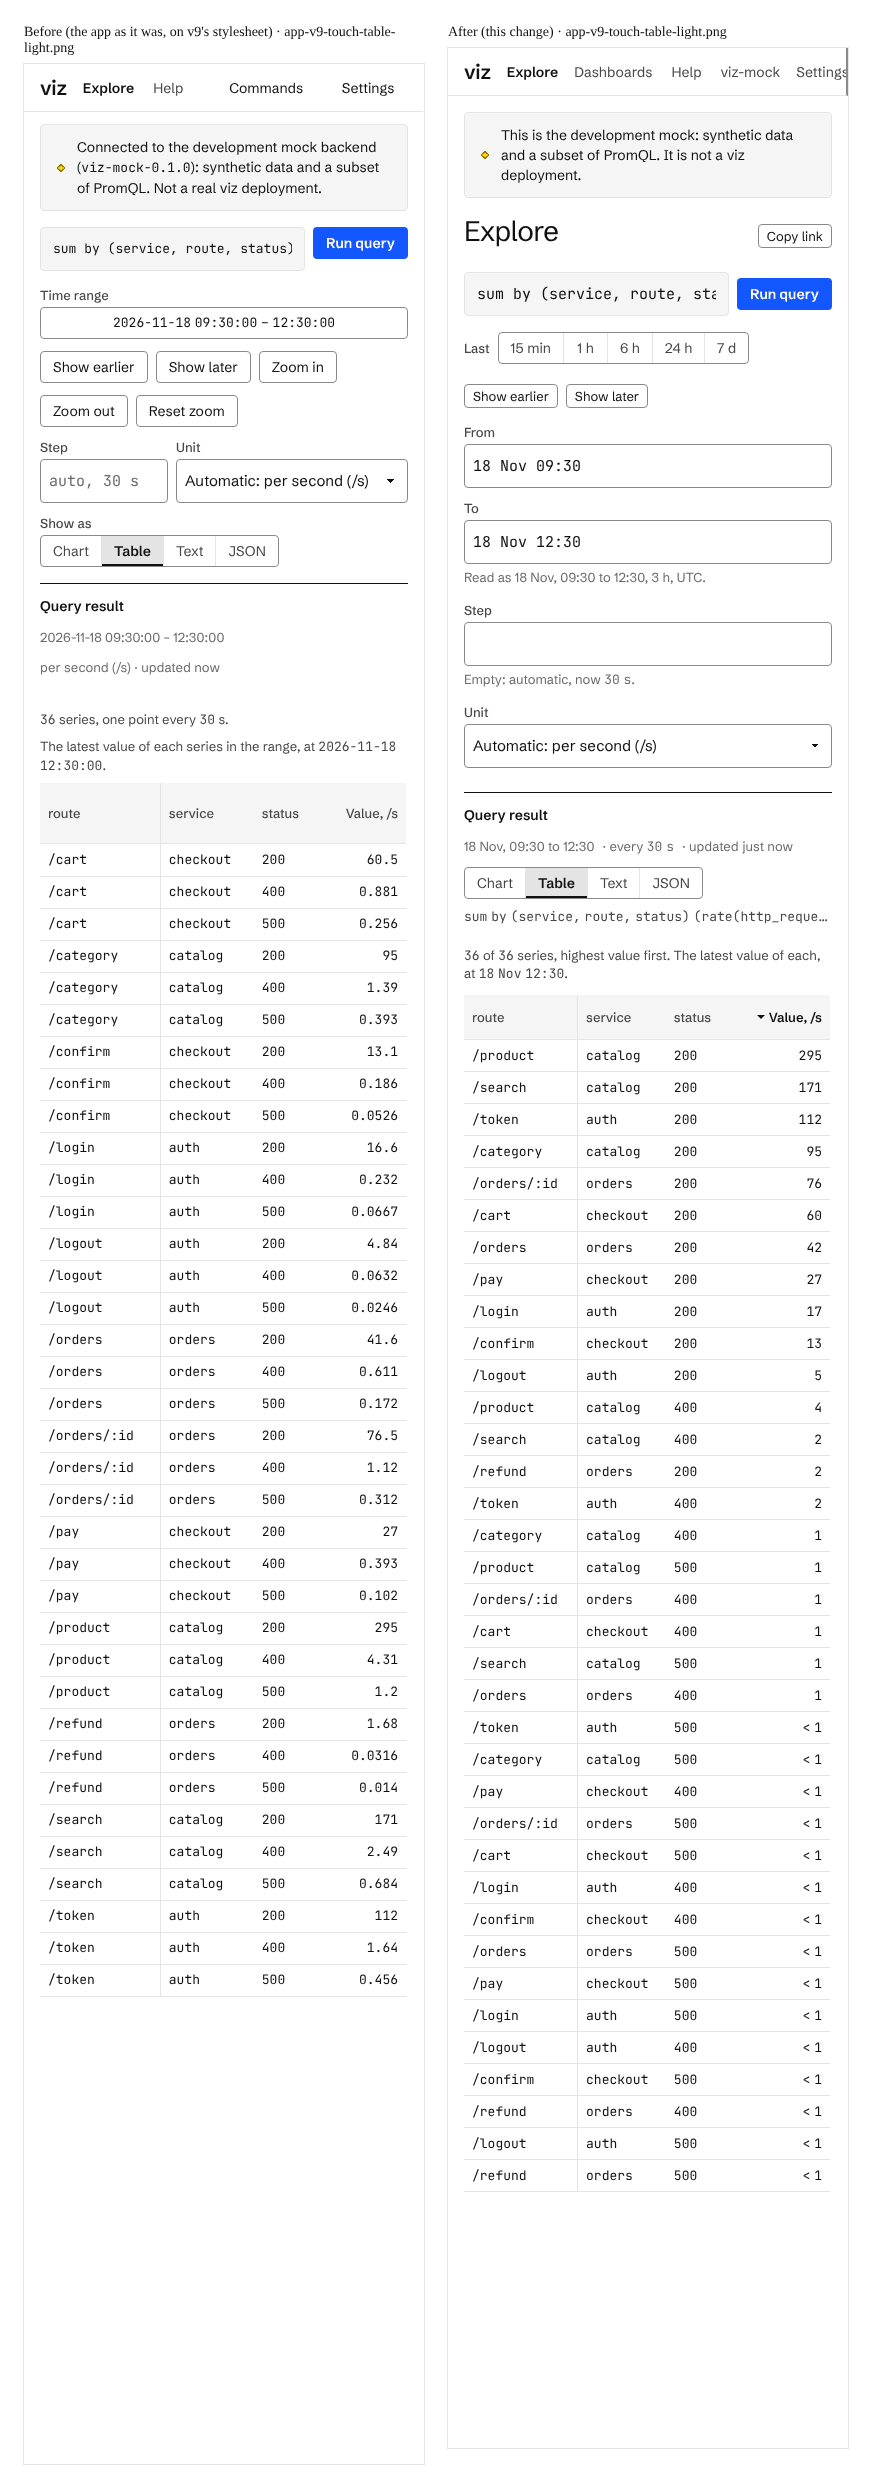 Before (the app as it was, on v9's stylesheet) · app-v9-touch-table-
light.png
viz Explore Help Commands Settings
Connected to the development mock backend
(viz-mock-0.1.0): synthetic data and a subset
of PromQL. Not a real viz deployment.
sum by (service, route, status)
Run query
Time range
2026-11-18 09:30:00 – 12:30:00
Show earlier Show later Zoom in
Zoom out Reset zoom
Step Unit
auto, 30 s Automatic: per second (/s)
Show as
Chart Table Text JSON
Query result
2026-11-18 09:30:00 – 12:30:00
per second (/s) · updated now
36 series, one point every 30 s.
The latest value of each series in the range, at 2026-11-18
12:30:00.
route service status Value, /s
/cart checkout 200 60.5
/cart checkout 400 0.881
/cart checkout 500 0.256
/category catalog 200 95
/category catalog 400 1.39
/category catalog 500 0.393
/confirm checkout 200 13.1
/confirm checkout 400 0.186
/confirm checkout 500 0.0526
/login auth 200 16.6
/login auth 400 0.232
/login auth 500 0.0667
/logout auth 200 4.84
/logout auth 400 0.0632
/logout auth 500 0.0246
/orders orders 200 41.6
/orders orders 400 0.611
/orders orders 500 0.172
/orders/:id orders 200 76.5
/orders/:id orders 400 1.12
/orders/:id orders 500 0.312
/pay checkout 200 27
/pay checkout 400 0.393
/pay checkout 500 0.102
/product catalog 200 295
/product catalog 400 4.31
/product catalog 500 1.2
/refund orders 200 1.68
/refund orders 400 0.0316
/refund orders 500 0.014
/search catalog 200 171
/search catalog 400 2.49
/search catalog 500 0.684
/token auth 200 112
/token auth 400 1.64
/token auth 500 0.456
After (this change) · app-v9-touch-table-light.png
viz Explore Dashboards Help viz-mock Settings
This is the development mock: synthetic data
and a subset of PromQL. It is not a viz
deployment.
Explore
Copy link
sum by (service, route, sta
Run query
Last 15 min 1 h 6 h 24 h 7 d
Show earlier Show later
From
18 Nov 09:30
To
18 Nov 12:30
Read as 18 Nov, 09:30 to 12:30, 3 h, UTC.
Step
Empty: automatic, now 30 s.
Unit
Automatic: per second (/s)
Query result
18 Nov, 09:30 to 12:30 · every 30 s · updated just now
Chart Table Text JSON
sum by (service, route, status) (rate(http_reque…
36 of 36 series, highest value first. The latest value of each,
at 18 Nov 12:30.
route service status Value, /s
/product catalog 200 295
/search catalog 200 171
/token auth 200 112
/category catalog 200 95
/orders/:id orders 200 76
/cart checkout 200 60
/orders orders 200 42
/pay checkout 200 27
/login auth 200 17
/confirm checkout 200 13
/logout auth 200 5
/product catalog 400 4
/search catalog 400 2
/refund orders 200 2
/token auth 400 2
/category catalog 400 1
/product catalog 500 1
/orders/:id orders 400 1
/cart checkout 400 1
/search catalog 500 1
/orders orders 400 1
/token auth 500 < 1
/category catalog 500 < 1
/pay checkout 400 < 1
/orders/:id orders 500 < 1
/cart checkout 500 < 1
/login auth 400 < 1
/confirm checkout 400 < 1
/orders orders 500 < 1
/pay checkout 500 < 1
/login auth 500 < 1
/logout auth 400 < 1
/confirm checkout 500 < 1
/refund orders 400 < 1
/logout auth 500 < 1
/refund orders 500 < 1